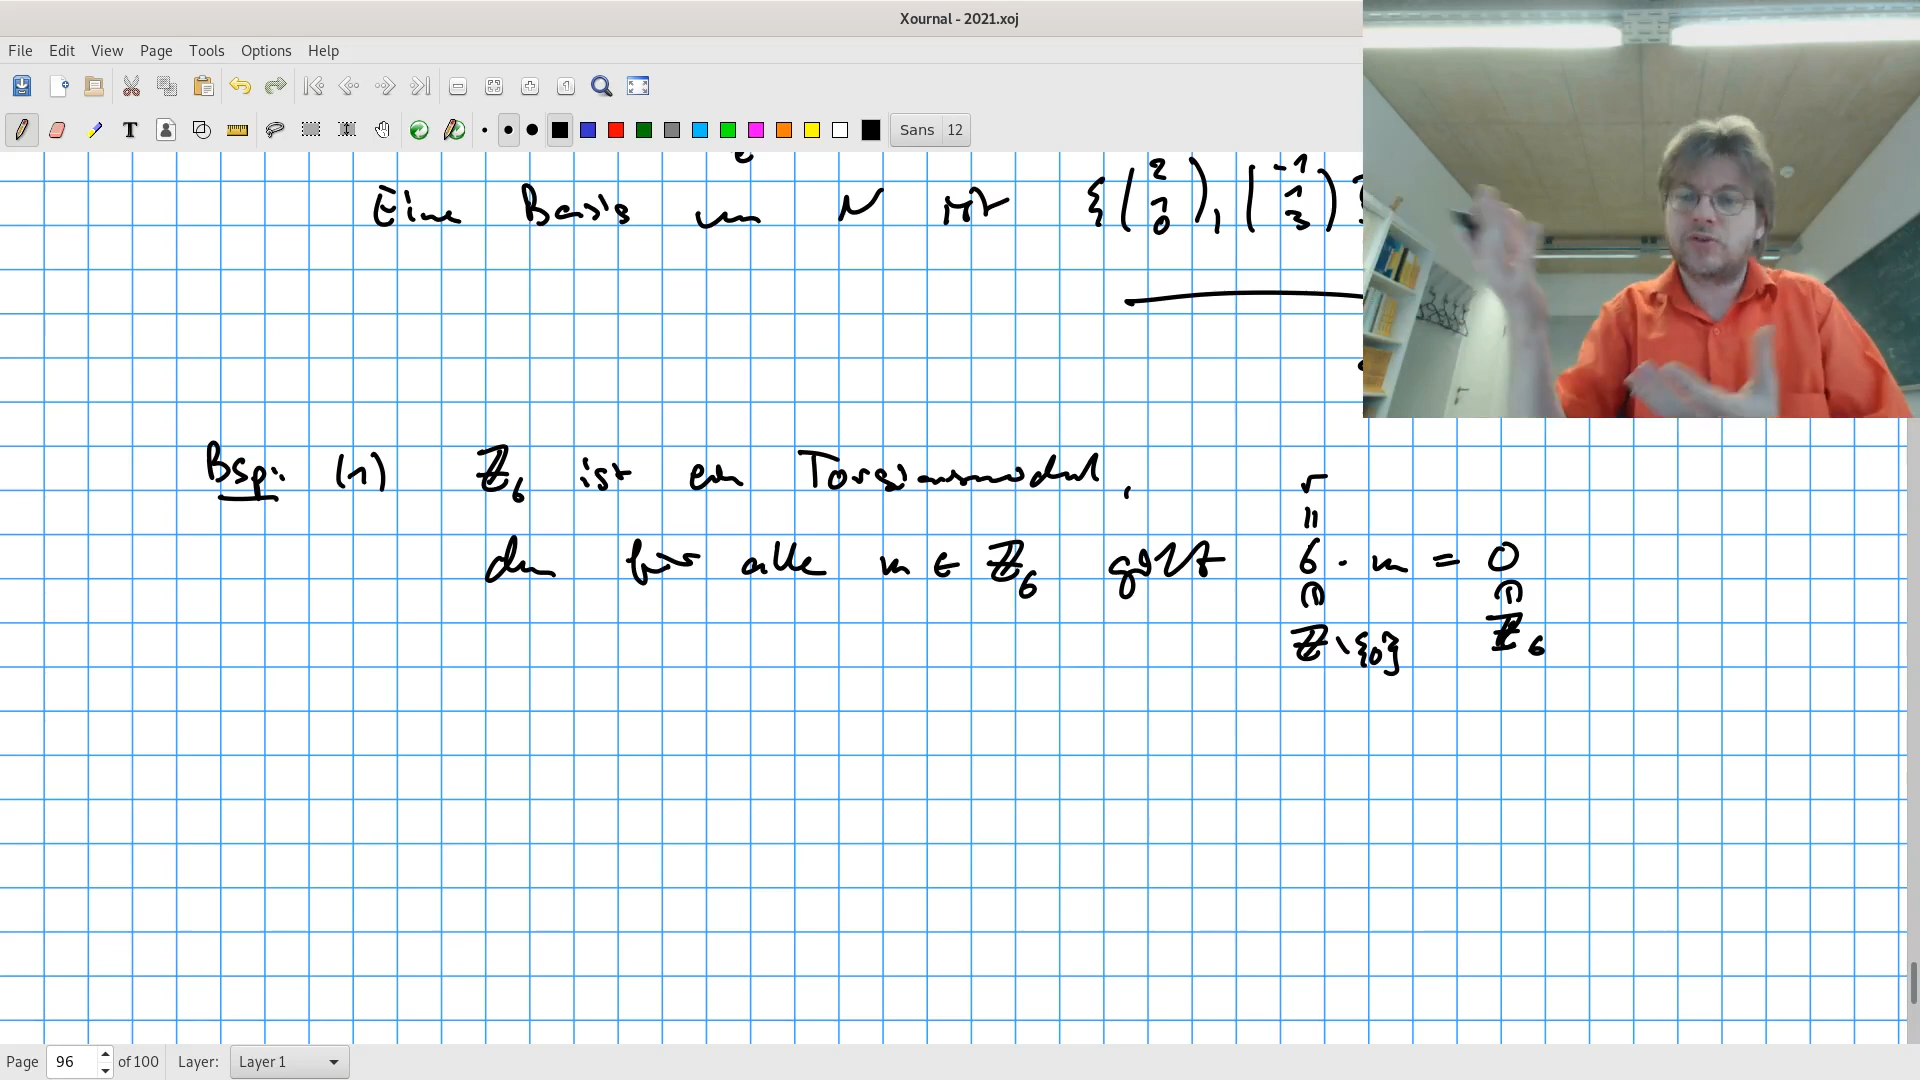 Xournal - 2021.xoj
File Edit View Page Tools Options Help
Sans 12
Eine Basis von N ist {(2 1 0), (-1 1 3)}
Bsp: (1) ℤ₆ ist ein Torsionsmodul,
r
=
denn für alle m ∈ ℤ₆ gilt 6 · m = 0
∈ ∈
ℤ\{0} ℤ₆
Page 96 of 100 Layer: Layer 1